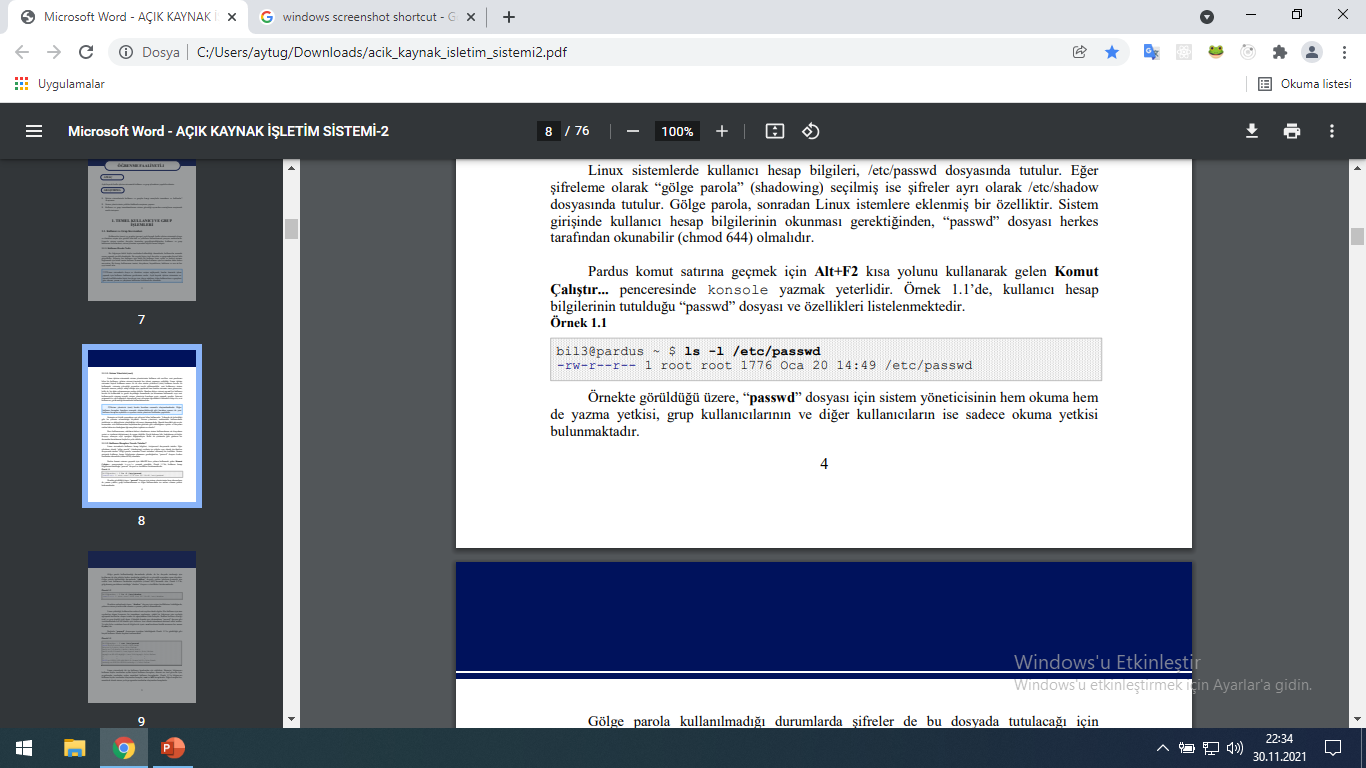 Microsoft Word - AÇIK KAYNAK İ
windows screenshot shortcut - G
Dosya
C:/Users/aytug/Downloads/acik_kaynak_isletim_sistemi2.pdf
Uygulamalar
Okuma listesi
Microsoft Word - AÇIK KAYNAK İŞLETİM SİSTEMİ-2
8 / 76
100%
7
8
9
Linux sistemlerde kullanıcı hesap bilgileri, /etc/passwd dosyasında tutulur. Eğer
şifreleme olarak “gölge parola” (shadowing) seçilmiş ise şifreler ayrı olarak /etc/shadow
dosyasında tutulur. Gölge parola, sonradan Linux istemlere eklenmiş bir özelliktir. Sistem
girişinde kullanıcı hesap bilgilerinin okunması gerektiğinden, “passwd” dosyası herkes
tarafından okunabilir (chmod 644) olmalıdır.
Pardus komut satırına geçmek için Alt+F2 kısa yolunu kullanarak gelen Komut
Çalıştır... penceresinde konsole yazmak yeterlidir. Örnek 1.1’de, kullanıcı hesap
bilgilerinin tutulduğu “passwd” dosyası ve özellikleri listelenmektedir.
Örnek 1.1
bil3@pardus ~ $ ls -l /etc/passwd
-rw-r--r-- 1 root root 1776 Oca 20 14:49 /etc/passwd
Örnekte görüldüğü üzere, “passwd” dosyası için sistem yöneticisinin hem okuma hem
de yazma yetkisi, grup kullanıcılarının ve diğer kullanıcıların ise sadece okuma yetkisi
bulunmaktadır.
4
Gölge parola kullanılmadığı durumlarda şifreler de bu dosyada tutulacağı için
Windows'u Etkinleştir
Windows'u etkinleştirmek için Ayarlar'a gidin.
22:34
30.11.2021